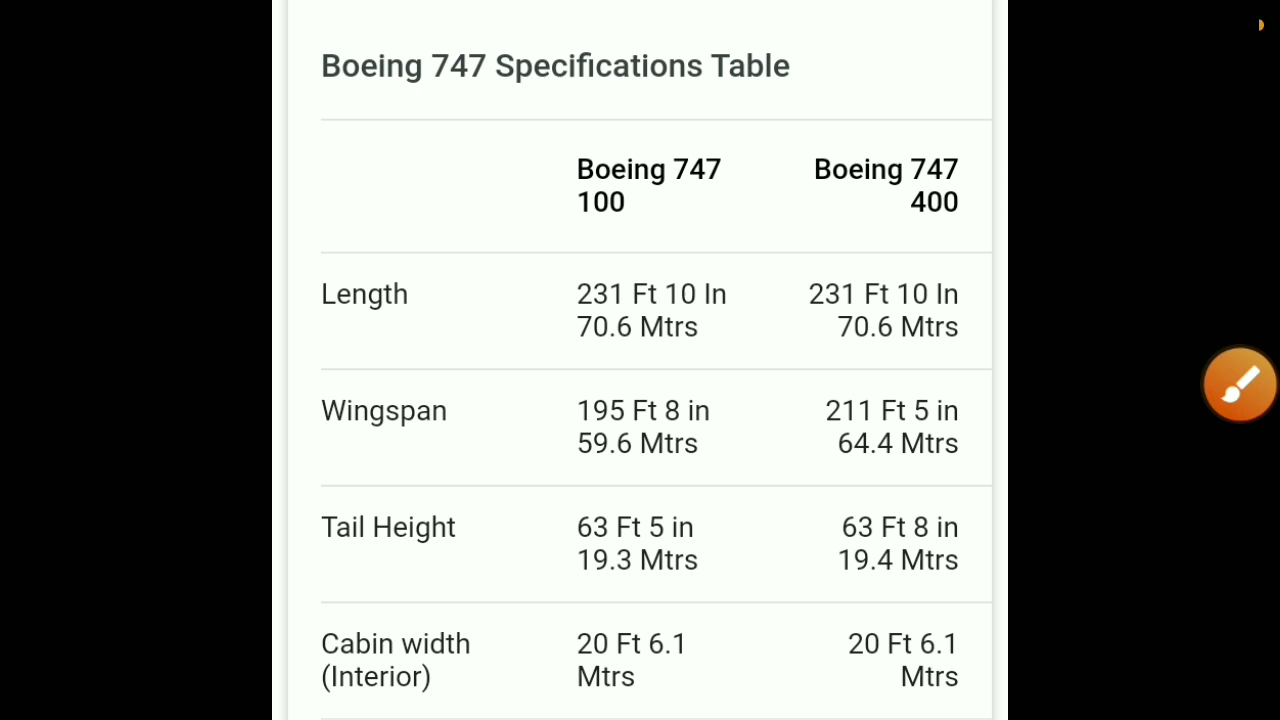 Boeing 747 Specifications Table
Boeing 747 Boeing 747
100 400
Length 231 Ft 10 In 231 Ft 10 In
70.6 Mtrs 70.6 Mtrs
Wingspan 195 Ft 8 in 211 Ft 5 in
59.6 Mtrs 64.4 Mtrs
Tail Height 63 Ft 5 in 63 Ft 8 in
19.3 Mtrs 19.4 Mtrs
Cabin width 20 Ft 6.1 20 Ft 6.1
(Interior) Mtrs Mtrs